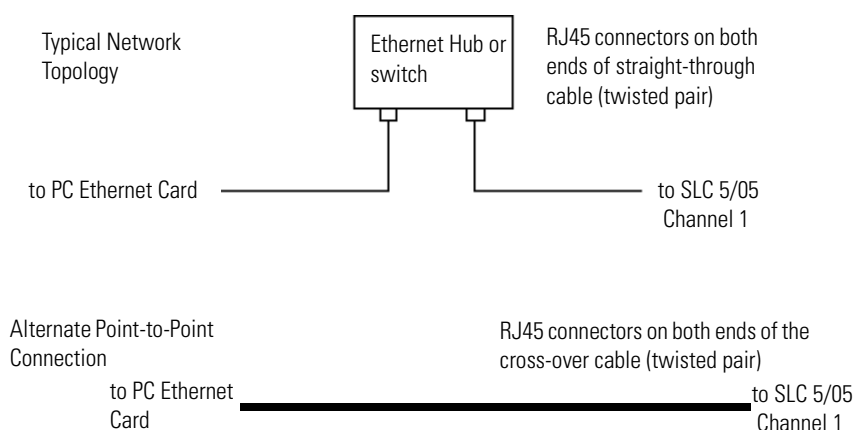 Typical Network
Topology
Ethernet Hub or
switch
RJ45 connectors on both
ends of straight-through
cable (twisted pair)
to PC Ethernet Card
to SLC 5/05
Channel 1
Alternate Point-to-Point
Connection
RJ45 connectors on both ends of the
cross-over cable (twisted pair)
to PC Ethernet
Card
to SLC 5/05
Channel 1